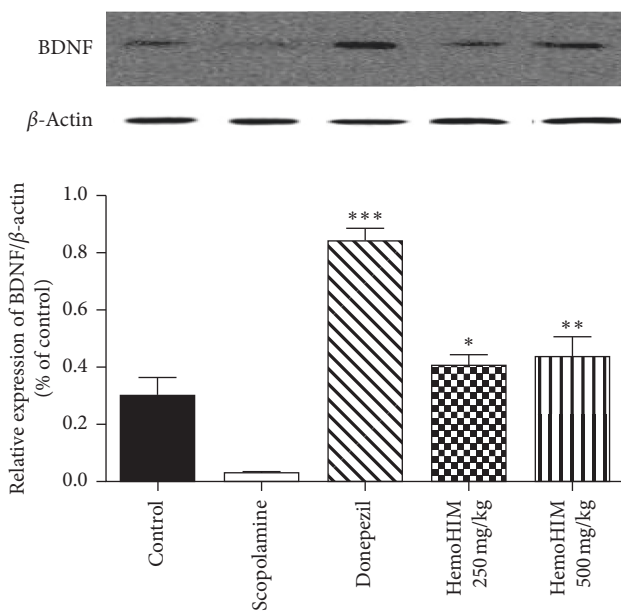 BDNF
β-Actin
Relative expression of BDNF/β-actin
(% of control)
1.0
0.8
0.6
0.4
0.2
0.0
***
*
**
Control
Scopolamine
Donepezil
HemoHIM
250 mg/kg
HemoHIM
500 mg/kg